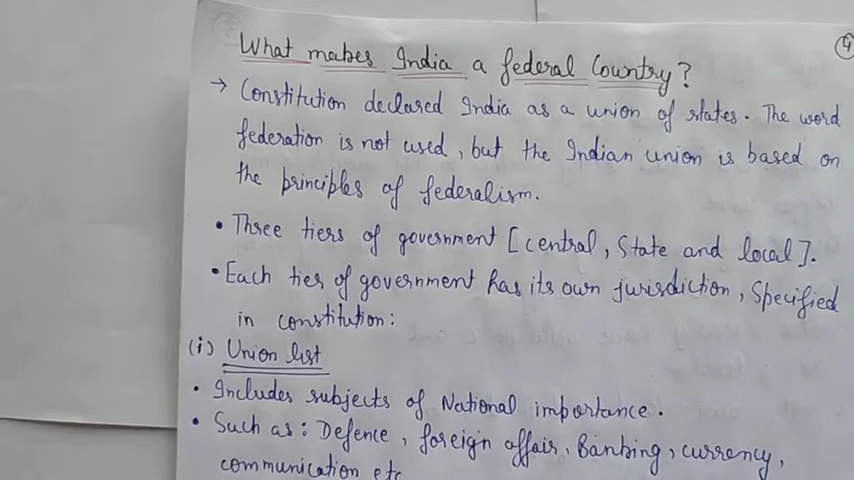 4
What makes India a federal Country?
→ Constitution declared India as a union of states. The word
federation is not used, but the Indian union is based on
the principles of federalism.
• Three tiers of government [central, State and local].
• Each tier of government has its own jurisdiction, Specified
in constitution:
(i) Union list
• Includes subjects of National importance.
• Such as: Defence, foreign affair, Banking, currency,
communication etc